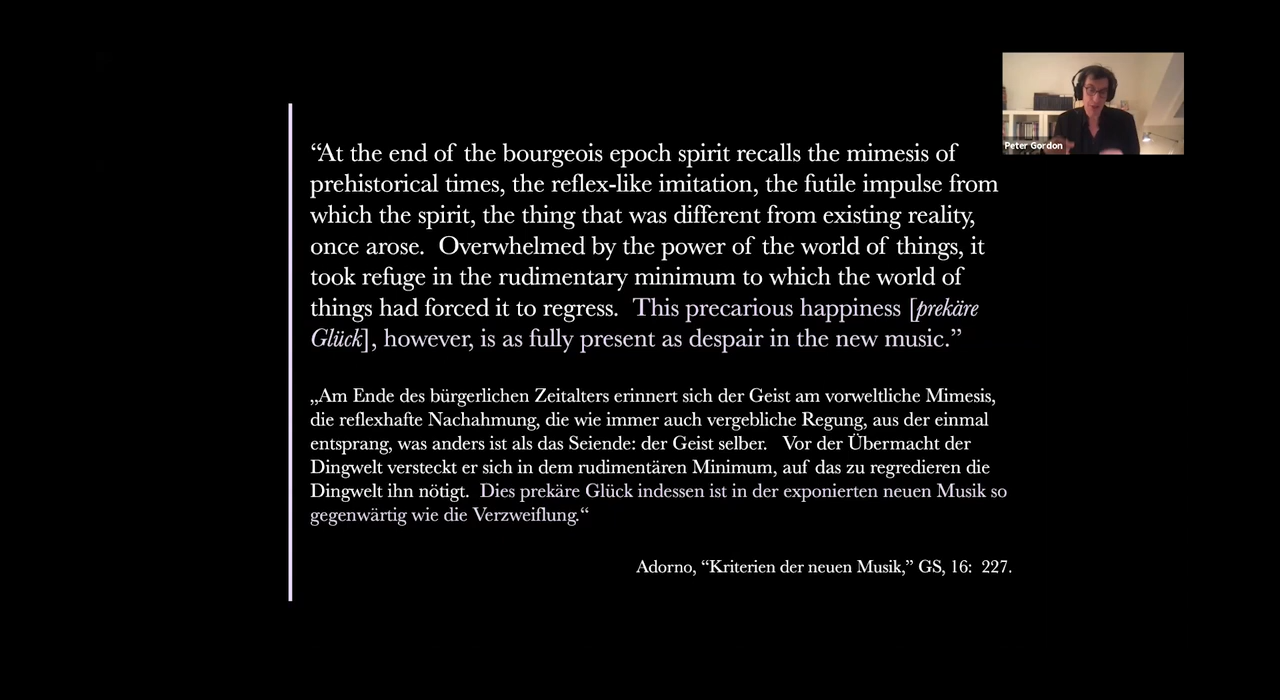 “At the end of the bourgeois epoch spirit recalls the mimesis of
prehistorical times, the reflex-like imitation, the futile impulse from
which the spirit, the thing that was different from existing reality,
once arose. Overwhelmed by the power of the world of things, it
took refuge in the rudimentary minimum to which the world of
things had forced it to regress. This precarious happiness [prekäre
Glück], however, is as fully present as despair in the new music.”
„Am Ende des bürgerlichen Zeitalters erinnert sich der Geist am vorweltliche Mimesis,
die reflexhafte Nachahmung, die wie immer auch vergebliche Regung, aus der einmal
entsprang, was anders ist als das Seiende: der Geist selber. Vor der Übermacht der
Dingwelt versteckt er sich in dem rudimentären Minimum, auf das zu regredieren die
Dingwelt ihn nötigt. Dies prekäre Glück indessen ist in der exponierten neuen Musik so
gegenwärtig wie die Verzweiflung.“
Adorno, “Kriterien der neuen Musik,” GS, 16: 227.
Peter Gordon